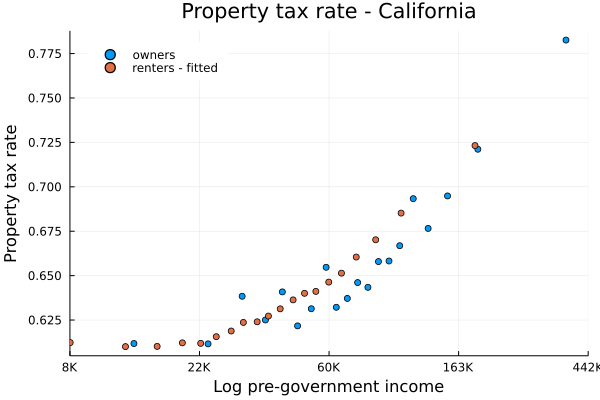 Property tax rate - California
owners
renters - fitted
Property tax rate
0.775
0.750
0.725
0.700
0.675
0.650
0.625
8K
22K
60K
163K
442K
Log pre-government income